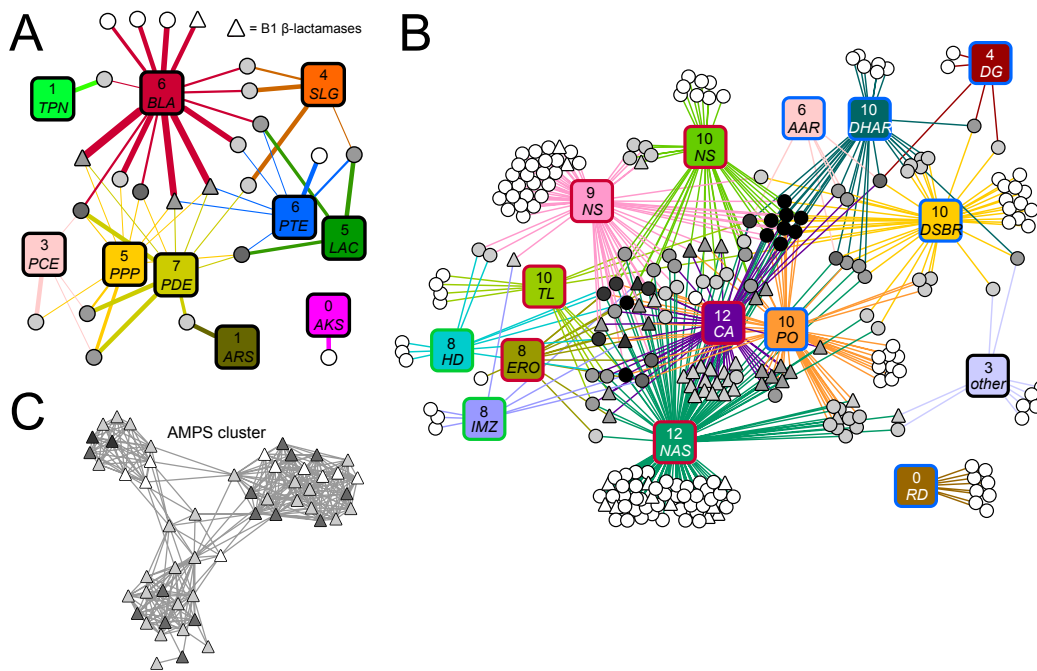 A
△ = B1 β-lactamases
1
TPN
6
BLA
4
SLG
6
PTE
5
LAC
3
PCE
5
PPP
7
PDE
0
AKS
1
ARS
B
4
DG
6
AAR
10
DHAR
10
NS
9
NS
10
DSBR
10
TL
12
CA
10
PO
8
HD
8
ERO
8
IMZ
3
other
12
NAS
0
RD
C
AMPS cluster